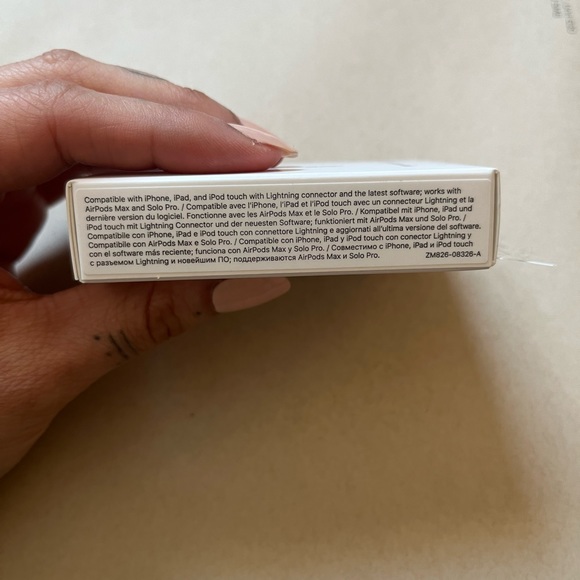 Compatible with iPhone, iPad, and iPod touch with Lightning connector and the latest software; works with
AirPods Max and Solo Pro. / Compatible avec l'iPhone, l'iPad et l'iPod touch avec un connecteur Lightning et la
dernière version du logiciel. Fonctionne avec les AirPods Max et le Solo Pro. / Kompatibel mit iPhone, iPad und
iPod touch mit Lightning Connector und der neuesten Software; funktioniert mit AirPods Max und Solo Pro. /
Compatibile con iPhone, iPad e iPod touch con connettore Lightning e aggiornati all'ultima versione del software.
Compatibile con AirPods Max e Solo Pro. / Compatible con iPhone, iPad y iPod touch con conector Lightning y
con el software más reciente; funciona con AirPods Max y Solo Pro. / Совместимо с iPhone, iPad и iPod touch
с разъемом Lightning и новейшим ПО; поддерживаются AirPods Max и Solo Pro. ZM826-08326-A